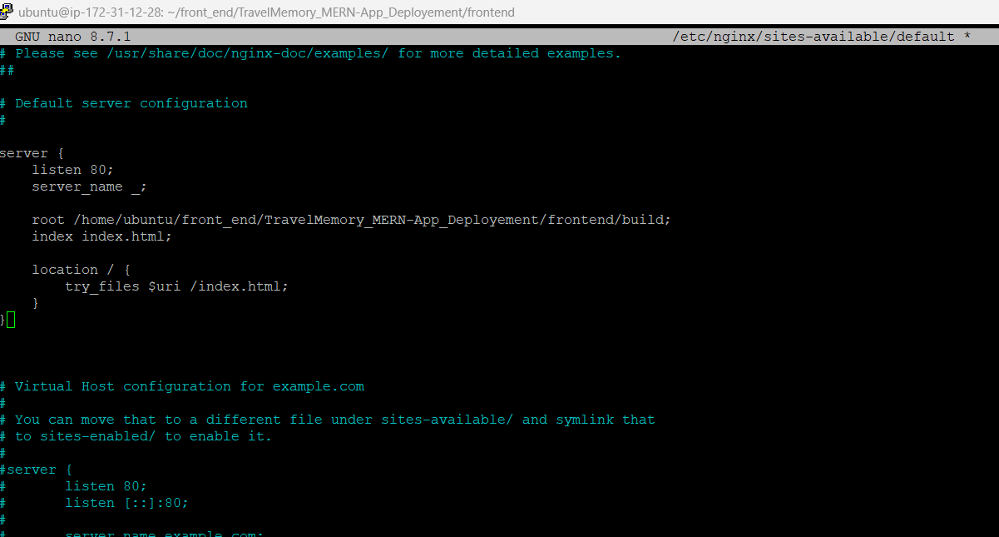 ubuntu@ip-172-31-12-28: ~/front_end/TravelMemory_MERN-App_Deployement/frontend
GNU nano 8.7.1 /etc/nginx/sites-available/default *
# Please see /usr/share/doc/nginx-doc/examples/ for more detailed examples.
##
# Default server configuration
#
server {
    listen 80;
    server_name _;
    root /home/ubuntu/front_end/TravelMemory_MERN-App_Deployement/frontend/build;
    index index.html;
    location / {
        try_files $uri /index.html;
    }
}
# Virtual Host configuration for example.com
#
# You can move that to a different file under sites-available/ and symlink that
# to sites-enabled/ to enable it.
#
#server {
#       listen 80;
#       listen [::]:80;
#
#       server_name example.com;